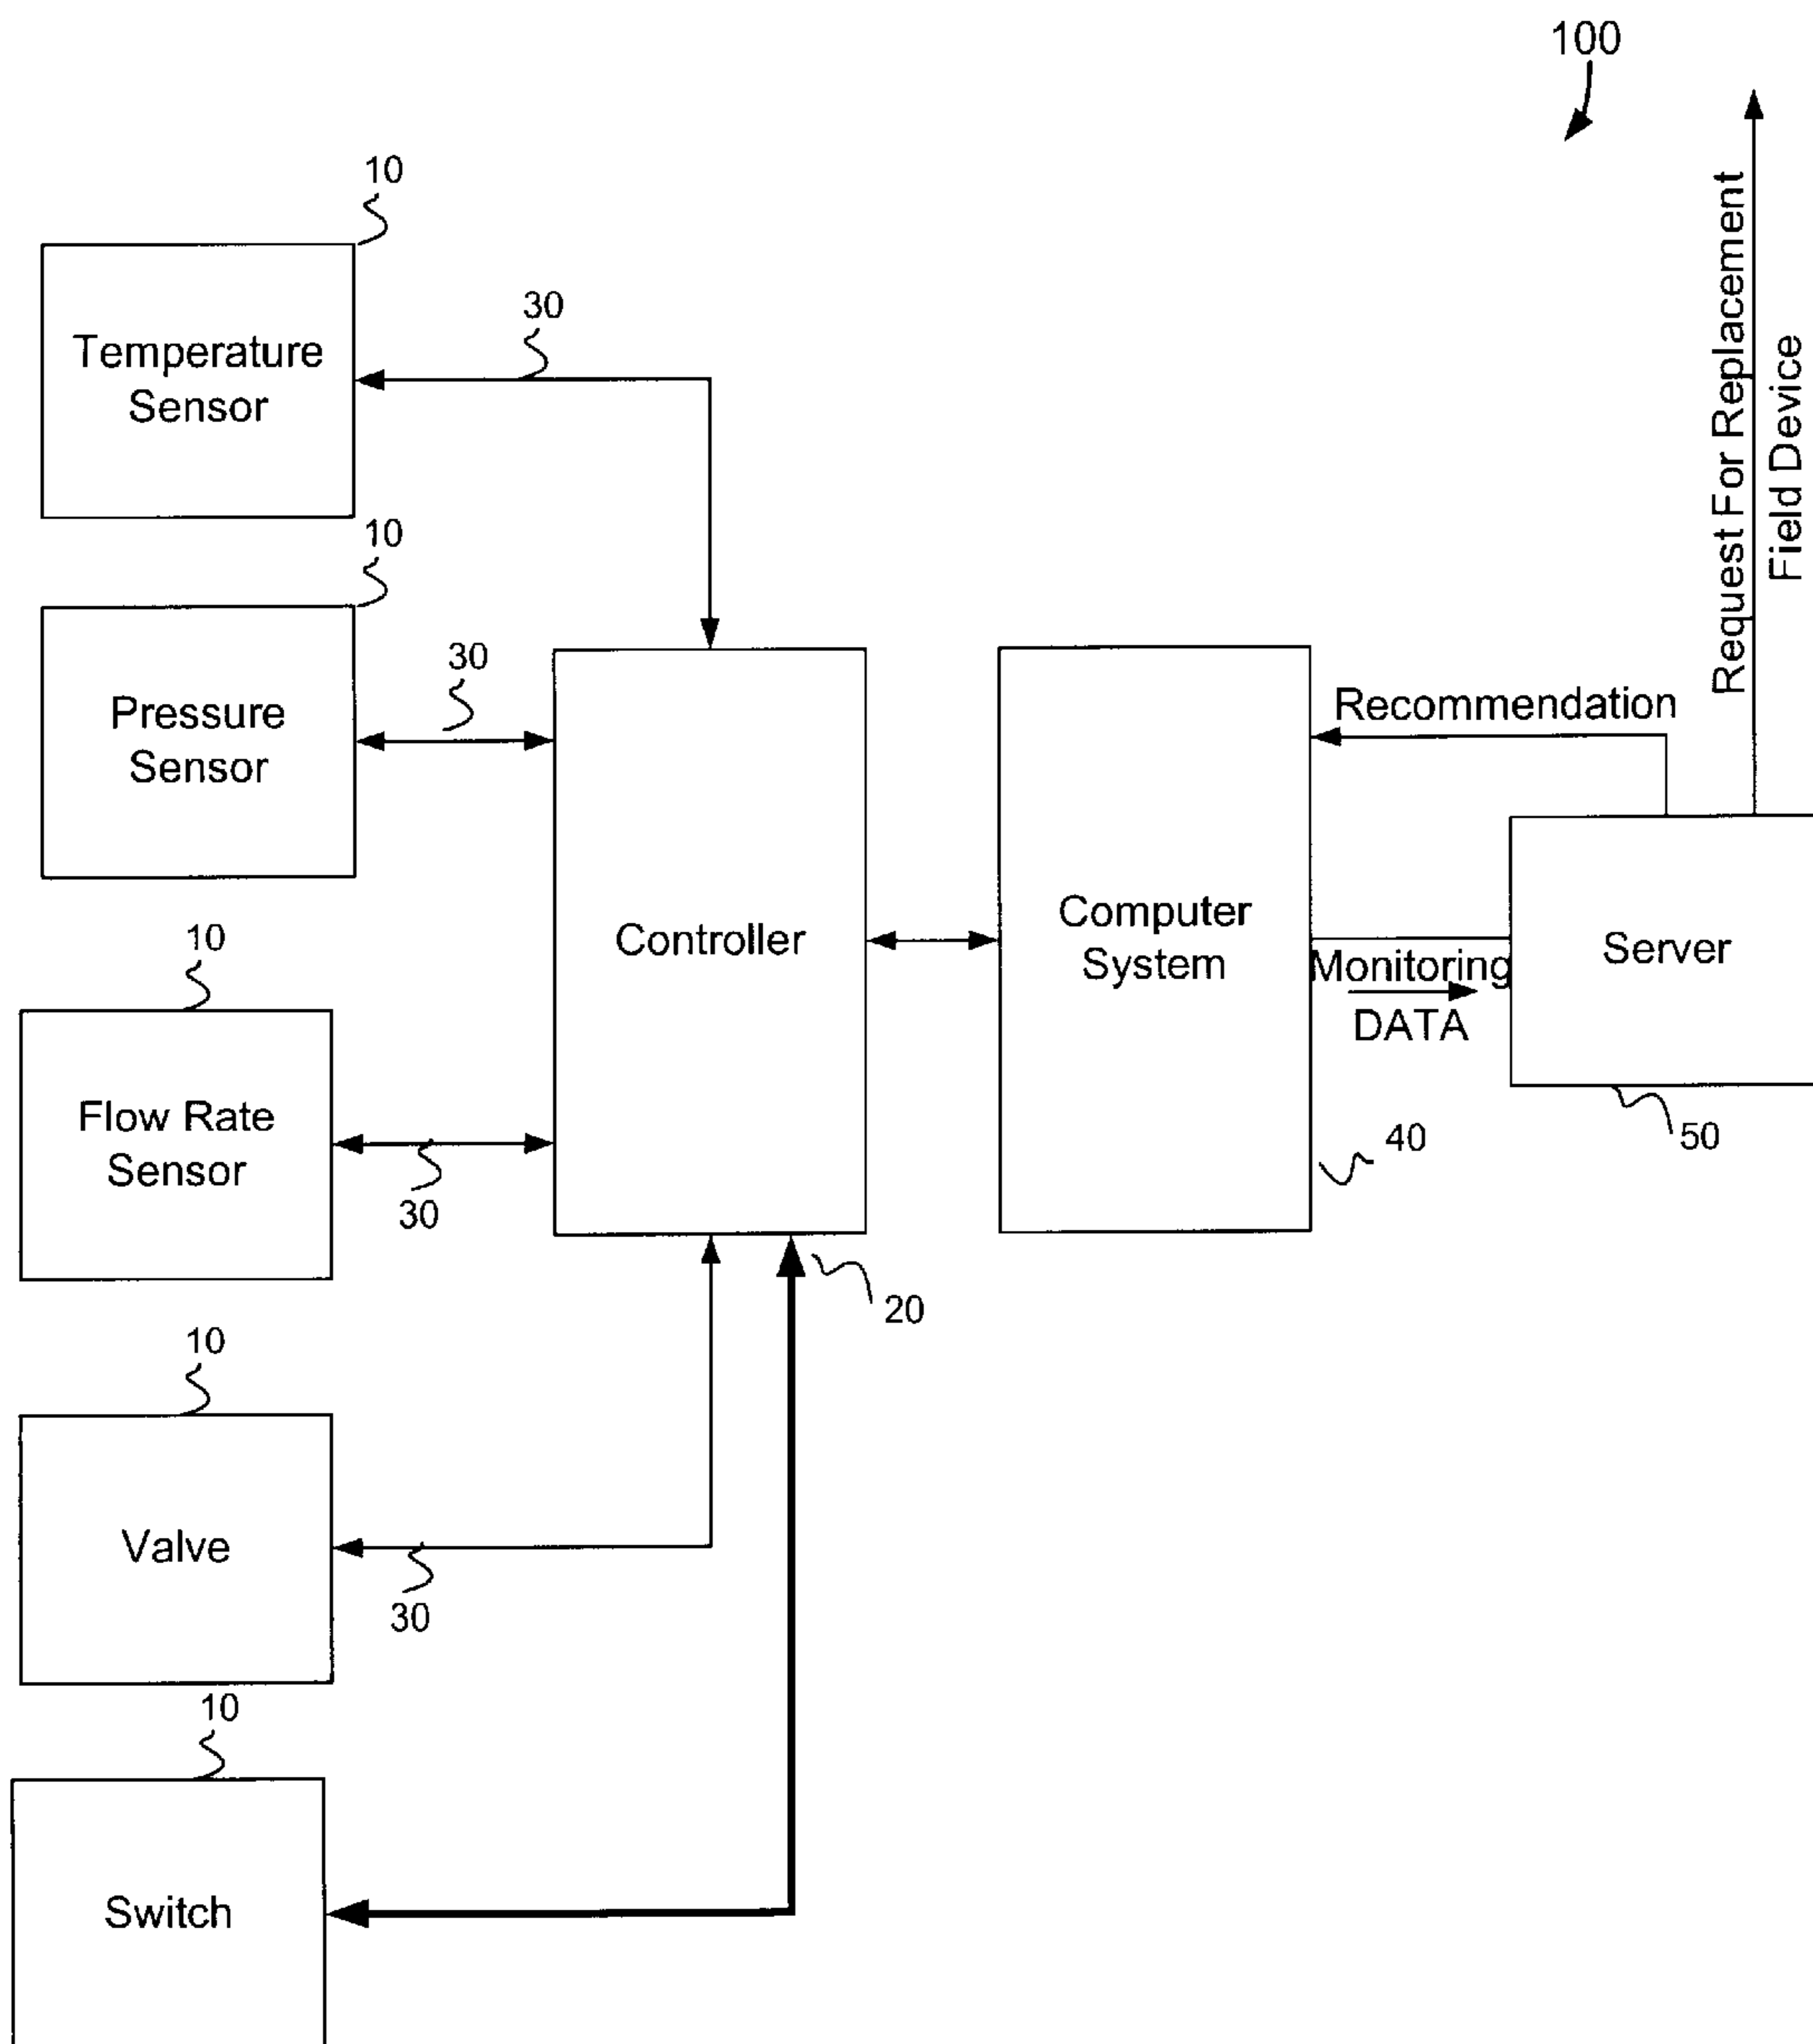 100
10
Temperature
Sensor
30
10
Pressure
Sensor
30
Request For Replacement
Field Device
Recommendation
Controller
Computer
System
Monitoring
DATA
Server
10
Flow Rate
Sensor
30
40
50
20
10
Valve
30
10
Switch